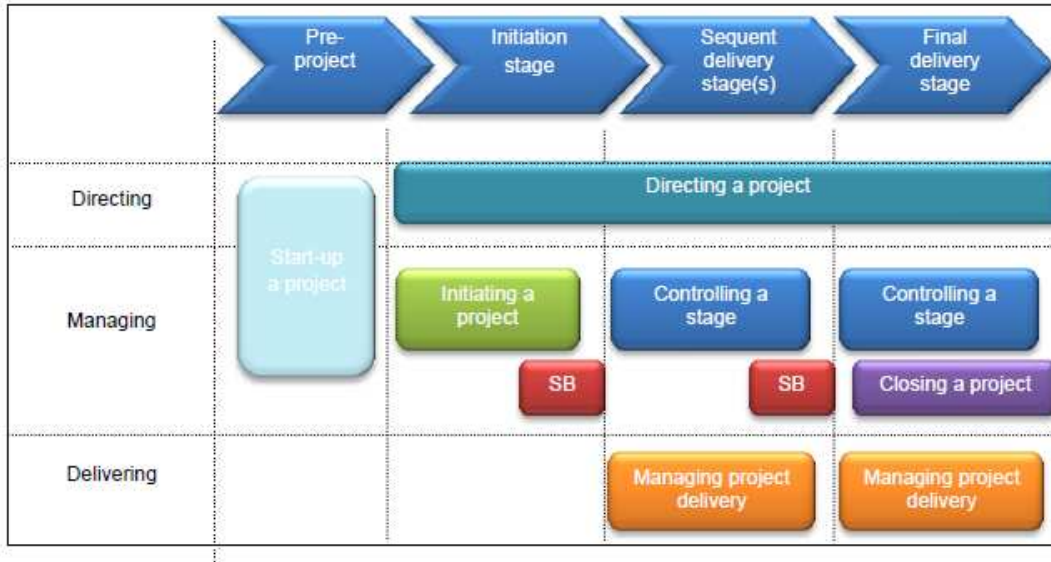 Pre-
project
Initiation
stage
Sequent
delivery
stage(s)
Final
delivery
stage
Directing
Directing a project
Start-up
a project
Managing
Initiating a
project
Controlling a
stage
Controlling a
stage
SB
SB
Closing a project
Delivering
Managing project
delivery
Managing project
delivery